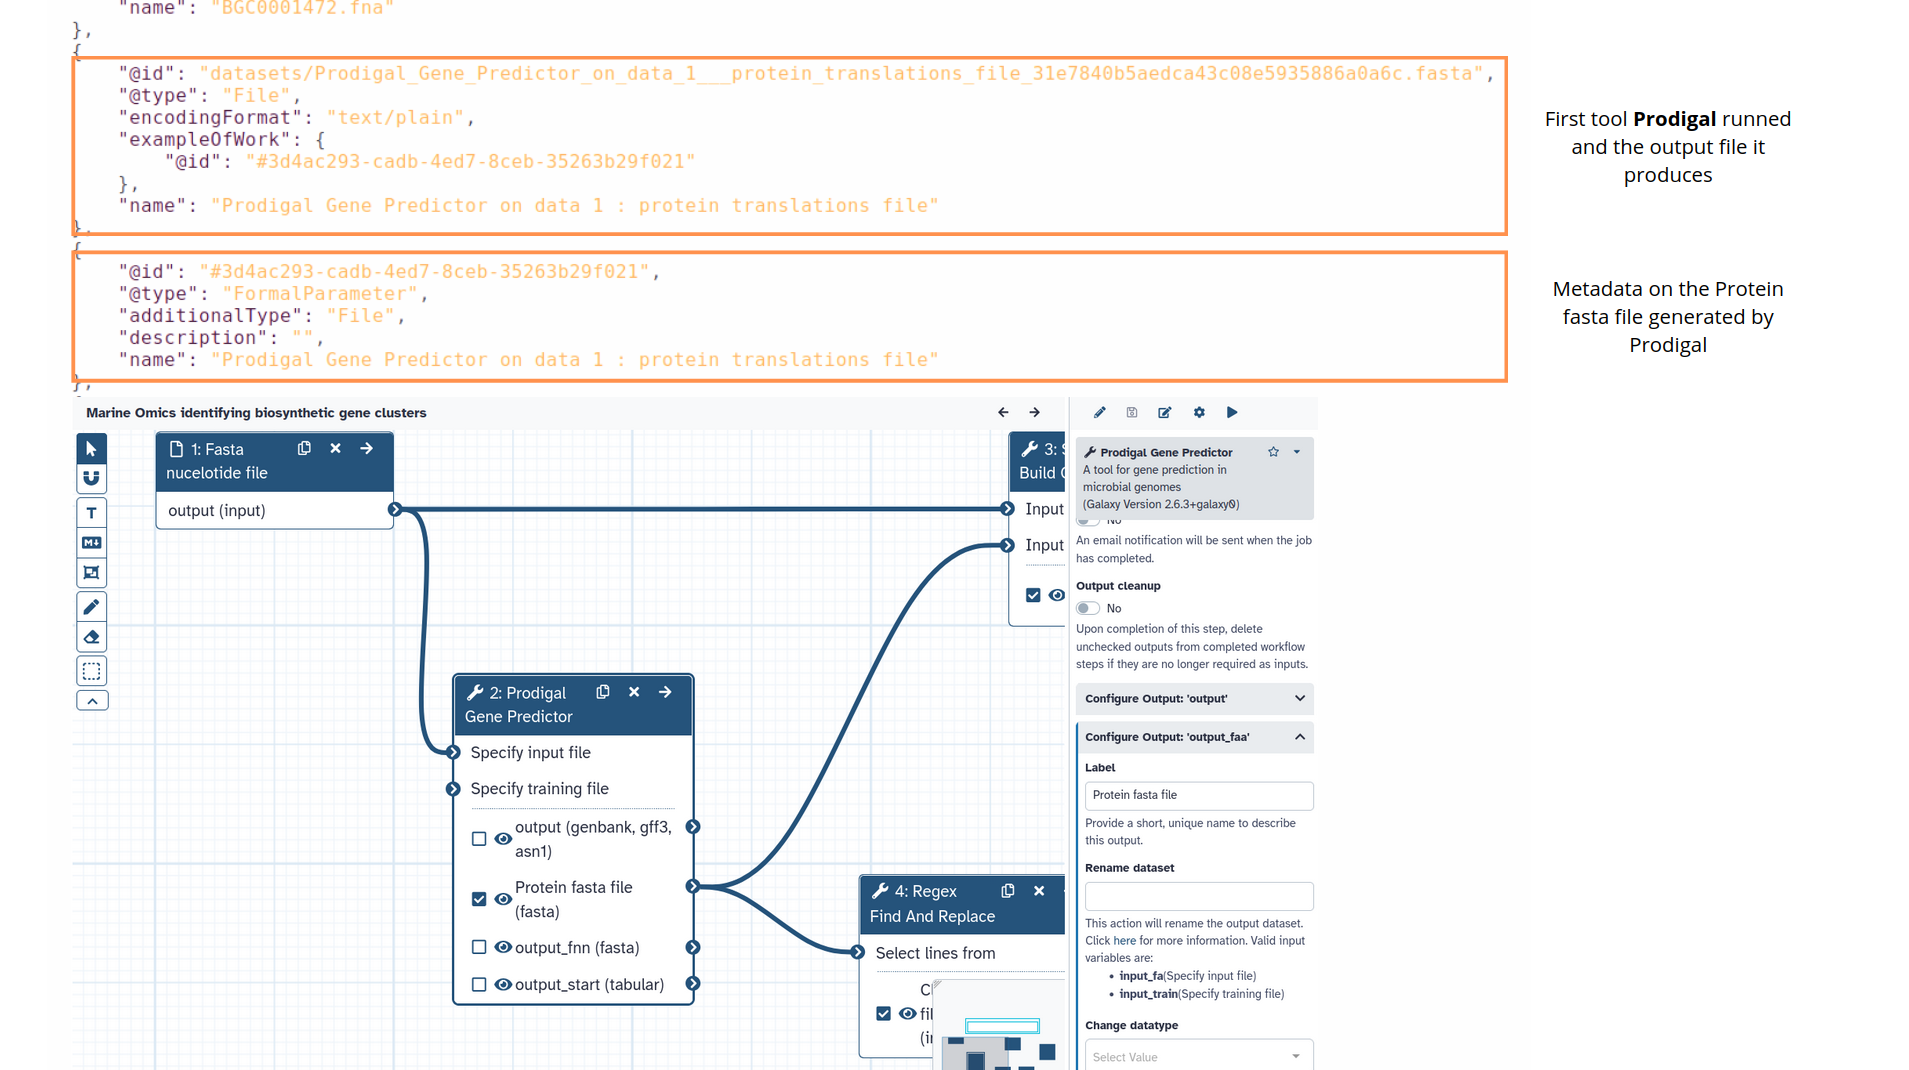 "name": "BGC0001472.fna"
},
{
"@id": "datasets/Prodigal_Gene_Predictor_on_data_1___protein_translations_file_31e7840b5aedca43c08e5935886a0a6c.fasta",
"@type": "File",
"encodingFormat": "text/plain",
"exampleOfWork": {
"@id": "#3d4ac293-cadb-4ed7-8ceb-35263b29f021"
},
"name": "Prodigal Gene Predictor on data 1 : protein translations file"
},
{
"@id": "#3d4ac293-cadb-4ed7-8ceb-35263b29f021",
"@type": "FormalParameter",
"additionalType": "File",
"description": "",
"name": "Prodigal Gene Predictor on data 1 : protein translations file"
},
First tool Prodigal runned
and the output file it
produces
Metadata on the Protein
fasta file generated by
Prodigal
Marine Omics identifying biosynthetic gene clusters
1: Fasta
nucelotide file
output (input)
2: Prodigal
Gene Predictor
Specify input file
Specify training file
output (genbank, gff3,
asn1)
Protein fasta file
(fasta)
output_fnn (fasta)
output_start (tabular)
3:
Build
Input
Input
4: Regex
Find And Replace
Select lines from
T
M
Prodigal Gene Predictor
A tool for gene prediction in
microbial genomes
(Galaxy Version 2.6.3+galaxy0)
No
An email notification will be sent when the job
has completed.
Output cleanup
No
Upon completion of this step, delete
unchecked outputs from completed workflow
steps if they are no longer required as inputs.
Configure Output: 'output'
Configure Output: 'output_faa'
Label
Protein fasta file
Provide a short, unique name to describe
this output.
Rename dataset
This action will rename the output dataset.
Click here for more information. Valid input
variables are:
• input_fa(Specify input file)
• input_train(Specify training file)
Change datatype
Select Value